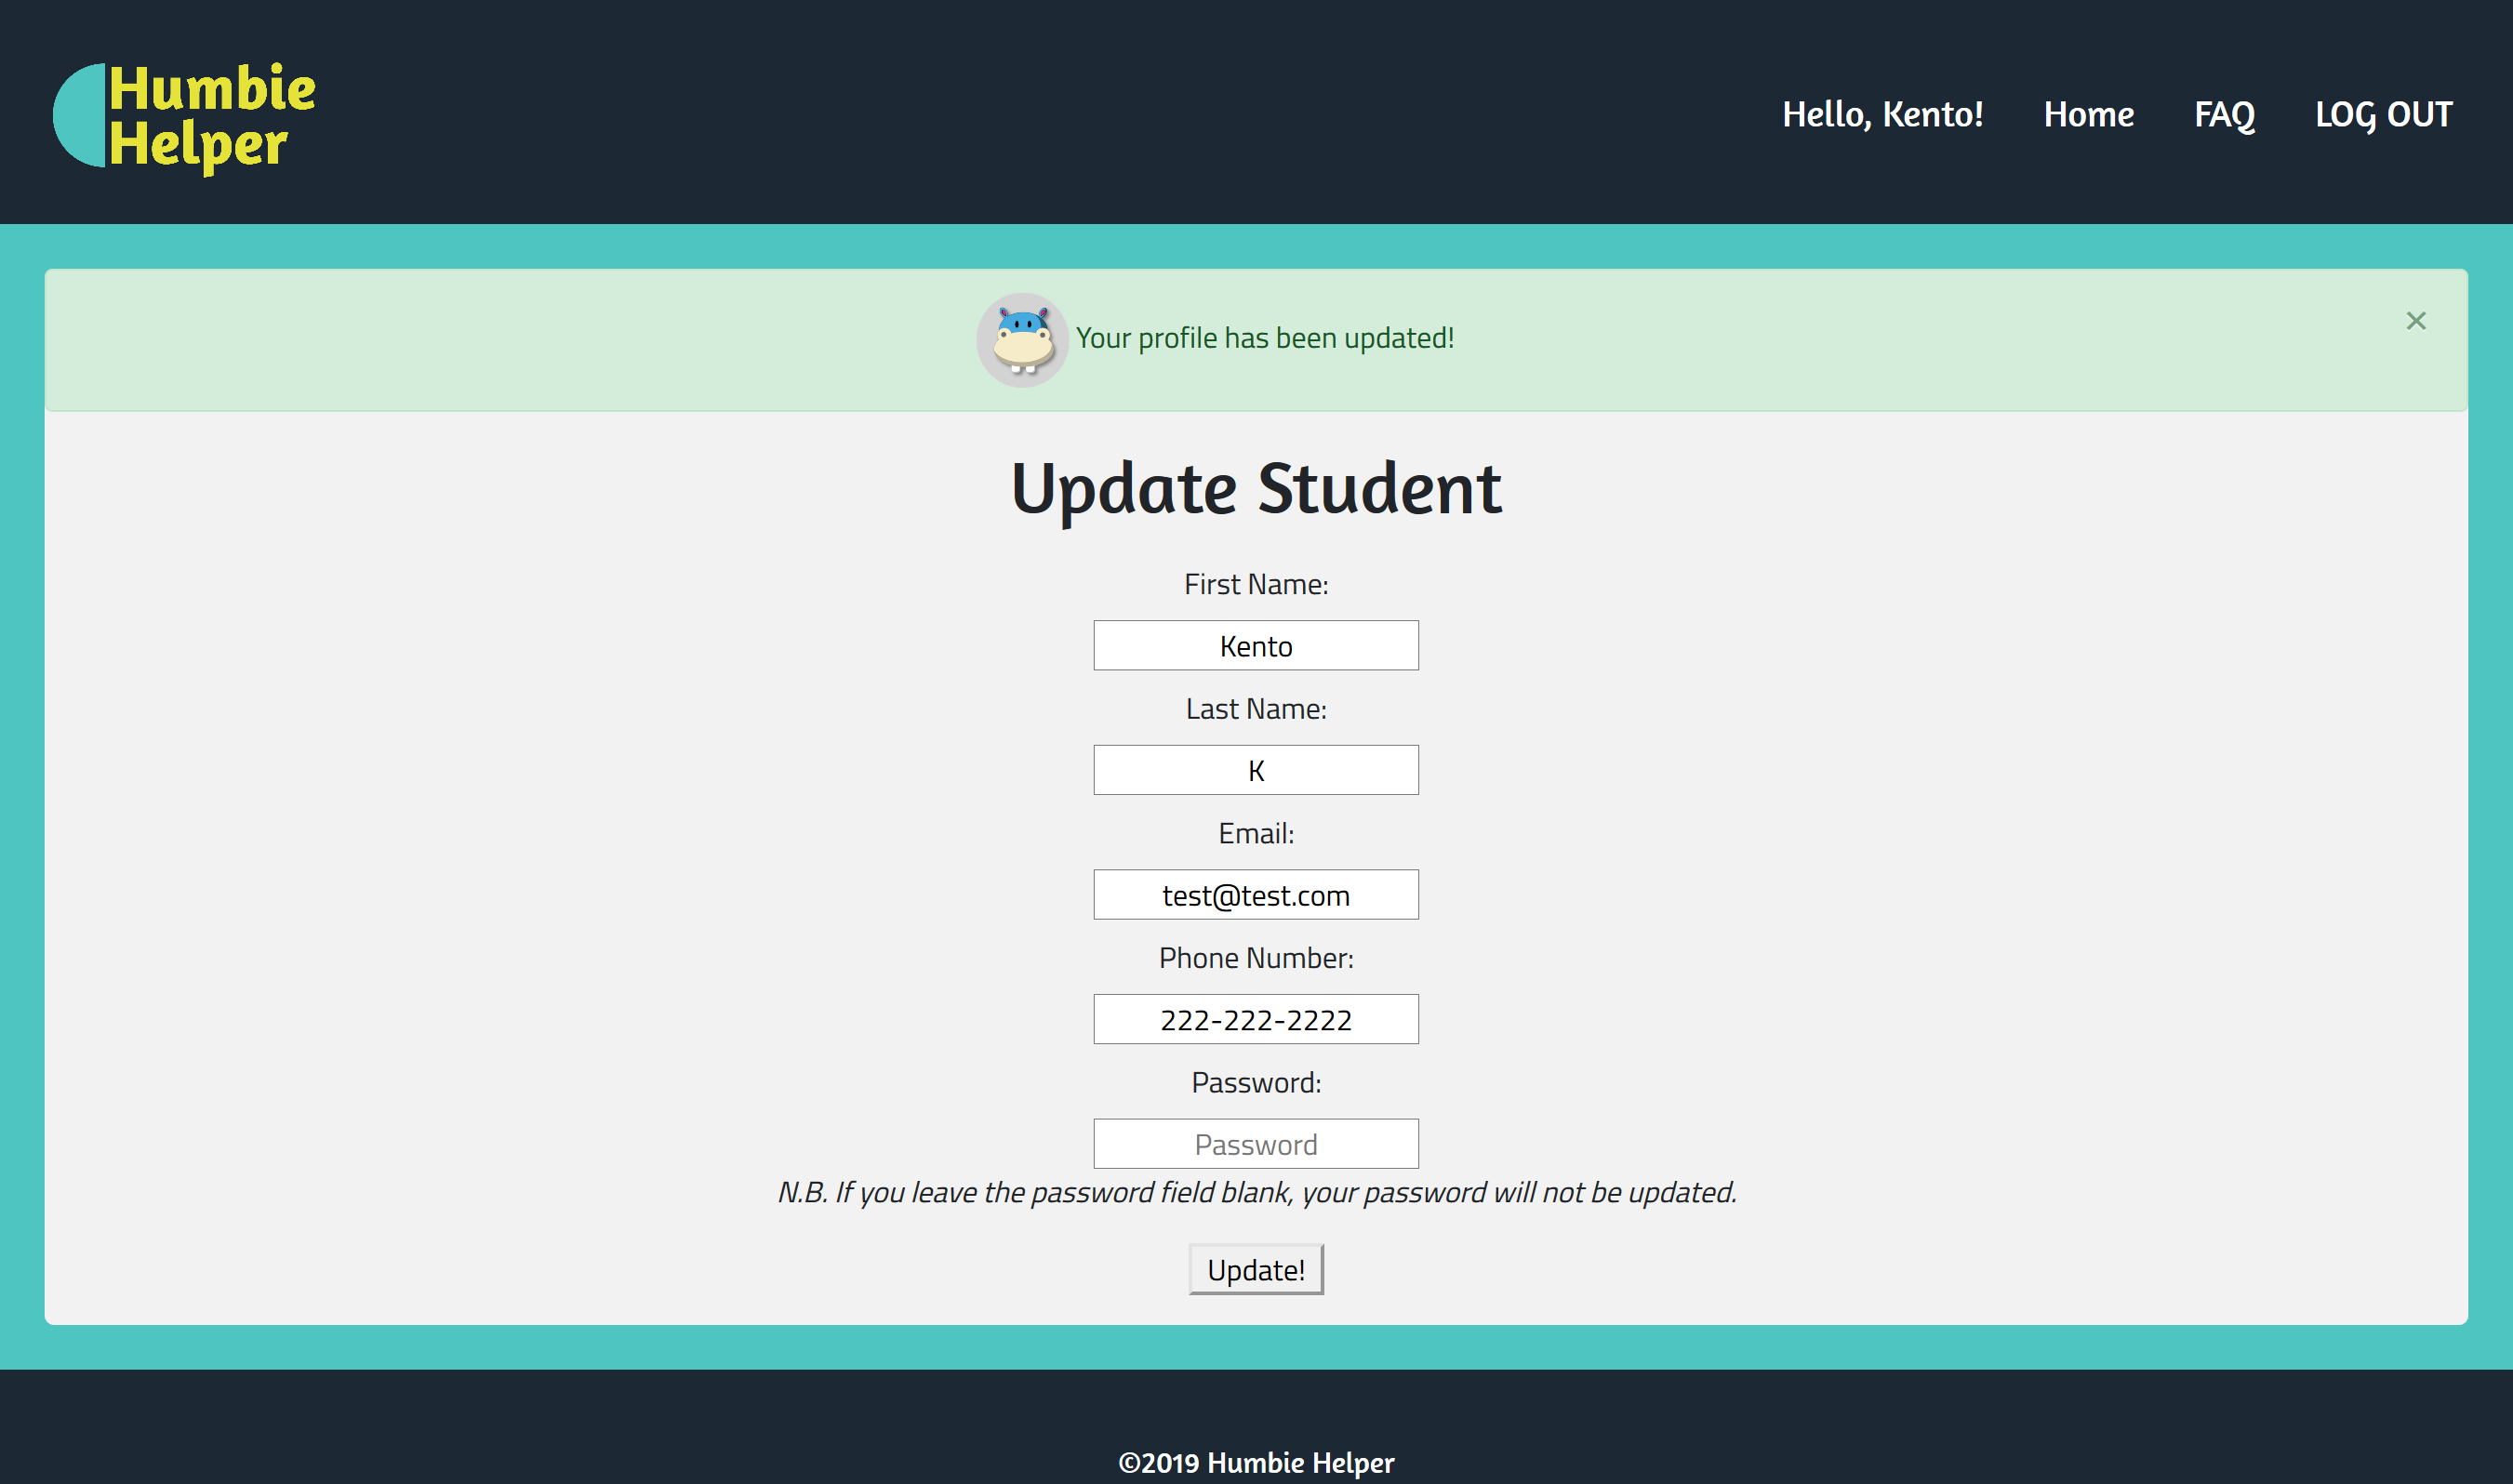 Humbie
Helper
Hello, Kento! Home FAQ LOG OUT
Your profile has been updated!
×
Update Student
First Name:
Kento
Last Name:
K
Email:
test@test.com
Phone Number:
222-222-2222
Password:
Password
N.B. If you leave the password field blank, your password will not be updated.
Update!
©2019 Humbie Helper